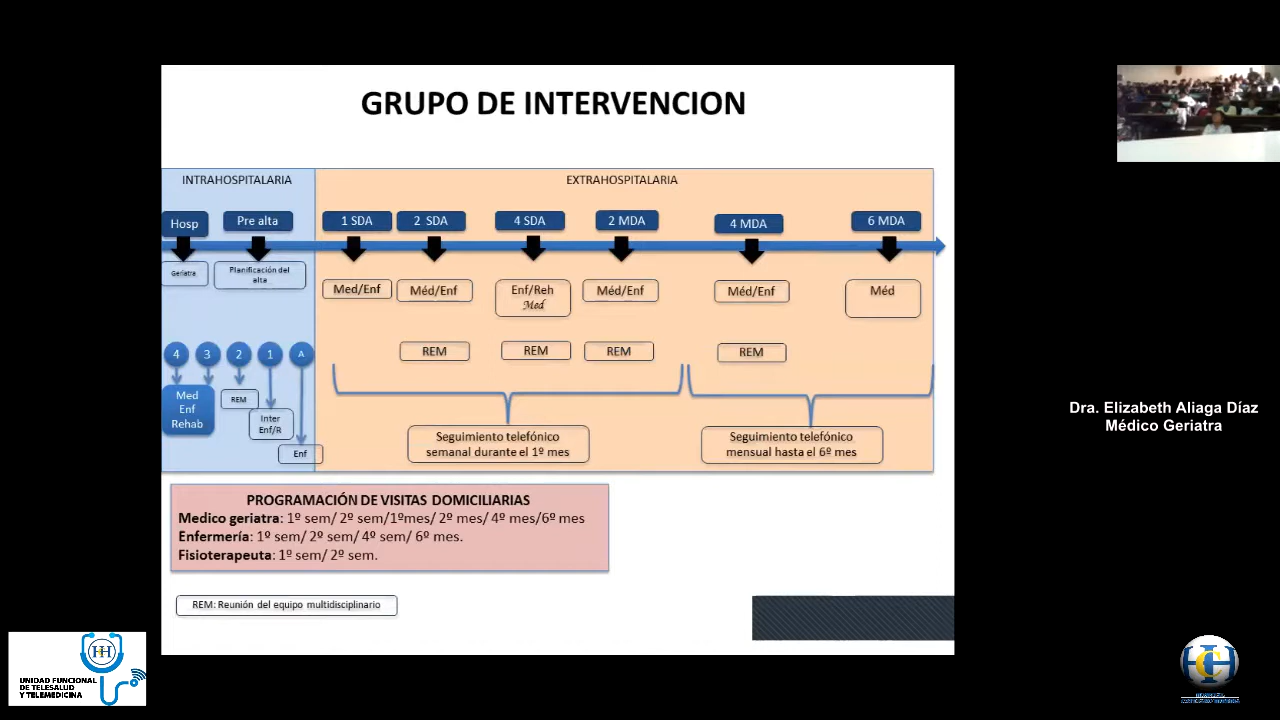 GRUPO DE INTERVENCION
INTRAHOSPITALARIA
EXTRAHOSPITALARIA
Hosp
Pre alta
1 SDA
2 SDA
4 SDA
2 MDA
4 MDA
6 MDA
Geriatra
Planificación del
alta
Med/Enf
Méd/Enf
Enf/Reh
Med
Méd/Enf
Méd/Enf
Méd
4
3
2
1
A
REM
REM
REM
REM
Med
Enf
Rehab
REM
Inter
Enf/R
Enf
Seguimiento telefónico
semanal durante el 1º mes
Seguimiento telefónico
mensual hasta el 6º mes
PROGRAMACIÓN DE VISITAS DOMICILIARIAS
Medico geriatra: 1º sem/ 2º sem/1ºmes/ 2º mes/ 4º mes/6º mes
Enfermería: 1º sem/ 2º sem/ 4º sem/ 6º mes.
Fisioterapeuta: 1º sem/ 2º sem.
REM: Reunión del equipo multidisciplinario
Dra. Elizabeth Aliaga Díaz
Médico Geriatra
UNIDAD FUNCIONAL
DE TELESALUD
Y TELEMEDICINA